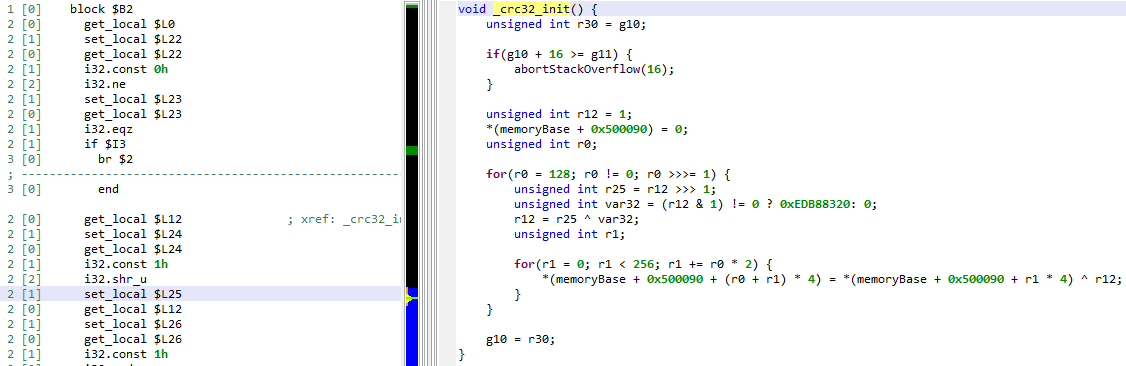 1 [0] block $B2
2 [0] get_local $L0
2 [1] set_local $L22
2 [0] get_local $L22
2 [1] i32.const 0h
2 [2] i32.ne
2 [1] set_local $L23
2 [0] get_local $L23
2 [1] i32.eqz
2 [1] if $I3
3 [0] br $2
; ----------------------------------------------------
3 [0] end
2 [0] get_local $L12 ; xref: _crc32_i
2 [1] set_local $L24
2 [0] get_local $L24
2 [1] i32.const 1h
2 [2] i32.shr_u
2 [1] set_local $L25
2 [0] get_local $L12
2 [1] set_local $L26
2 [0] get_local $L26
2 [1] i32.const 1h
void _crc32_init() {
unsigned int r30 = g10;
if(g10 + 16 >= g11) {
abortStackOverflow(16);
}
unsigned int r12 = 1;
*(memoryBase + 0x500090) = 0;
unsigned int r0;
for(r0 = 128; r0 != 0; r0 >>>= 1) {
unsigned int r25 = r12 >>> 1;
unsigned int var32 = (r12 & 1) != 0 ? 0xEDB88320: 0;
r12 = r25 ^ var32;
unsigned int r1;
for(r1 = 0; r1 < 256; r1 += r0 * 2) {
*(memoryBase + 0x500090 + (r0 + r1) * 4) = *(memoryBase + 0x500090 + r1 * 4) ^ r12;
}
}
g10 = r30;
}